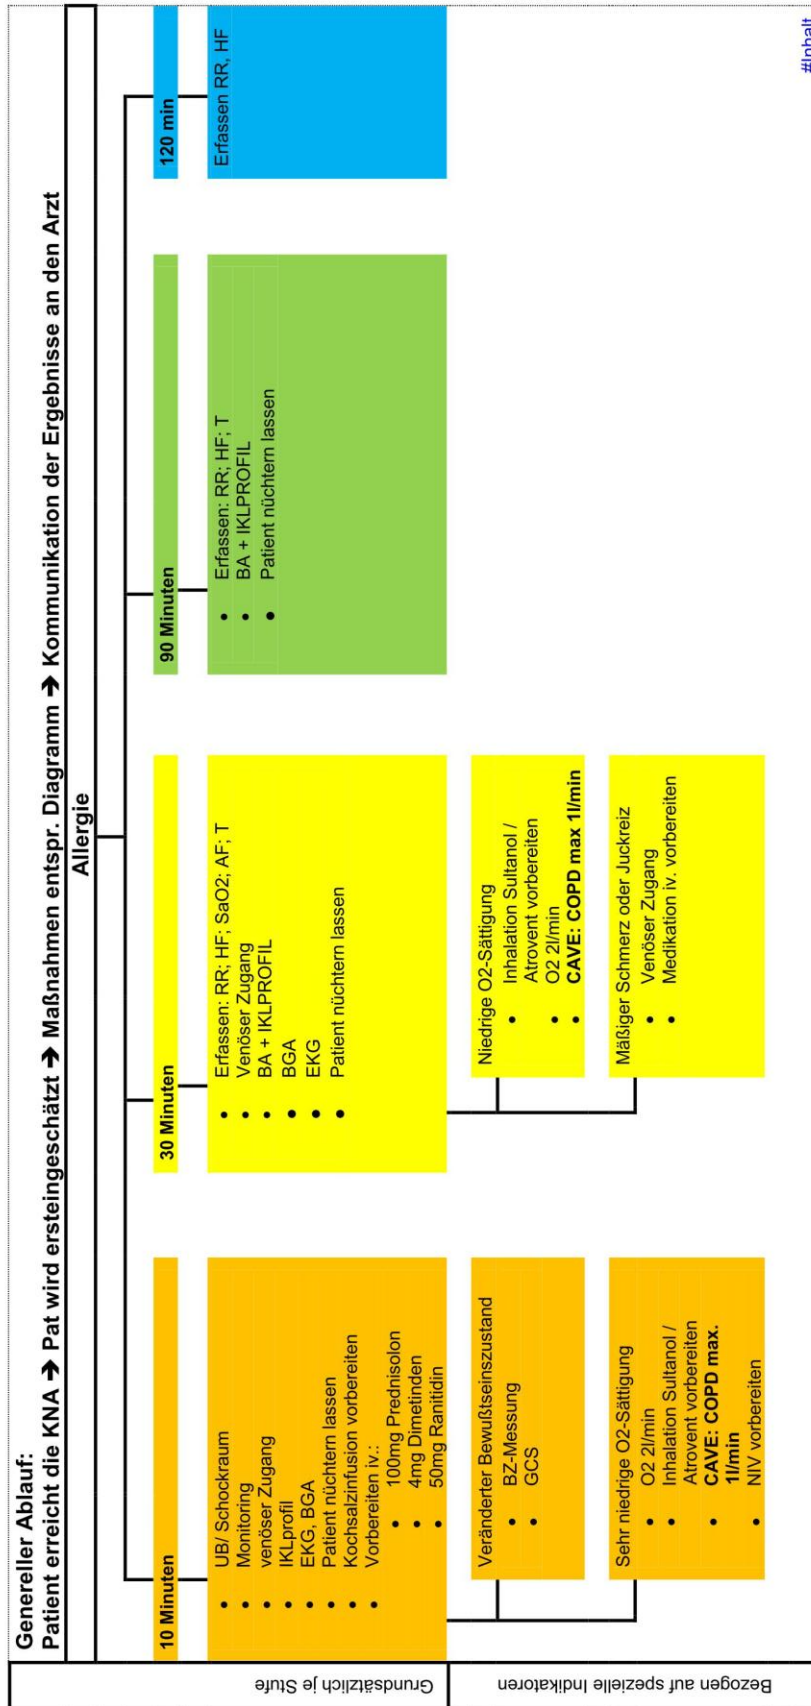 Genereller Ablauf:
Patient erreicht die KNA ➔ Pat wird ersteingeschätzt ➔ Maßnahmen entspr. Diagramm ➔ Kommunikation der Ergebnisse an den Arzt
Allergie
Grundsätzlich je Stufe
10 Minuten
• UB/ Schockraum
• Monitoring
• venöser Zugang
• IKLprofil
• EKG, BGA
• Patient nüchtern lassen
• Kochsalzinfusion vorbereiten
• Vorbereiten iv.:
• 100mg Prednisolon
• 4mg Dimetinden
• 50mg Ranitidin
30 Minuten
• Erfassen: RR; HF; SaO2; AF; T
• Venöser Zugang
• BA + IKLPROFIL
• BGA
• EKG
• Patient nüchtern lassen
90 Minuten
• Erfassen: RR; HF; T
• BA + IKLPROFIL
• Patient nüchtern lassen
120 min
Erfassen RR, HF
Bezogen auf spezielle Indikatoren
Veränderter Bewußtseinszustand
• BZ-Messung
• GCS
Sehr niedrige O2-Sättigung
• O2 2l/min
• Inhalation Sultanol /
Atrovent vorbereiten
• CAVE: COPD max.
1l/min
• NIV vorbereiten
Niedrige O2-Sättigung
• Inhalation Sultanol /
Atrovent vorbereiten
• O2 2l/min
• CAVE: COPD max 1l/min
Mäßiger Schmerz oder Juckreiz
• Venöser Zugang
• Medikation iv. vorbereiten
#Inhalt